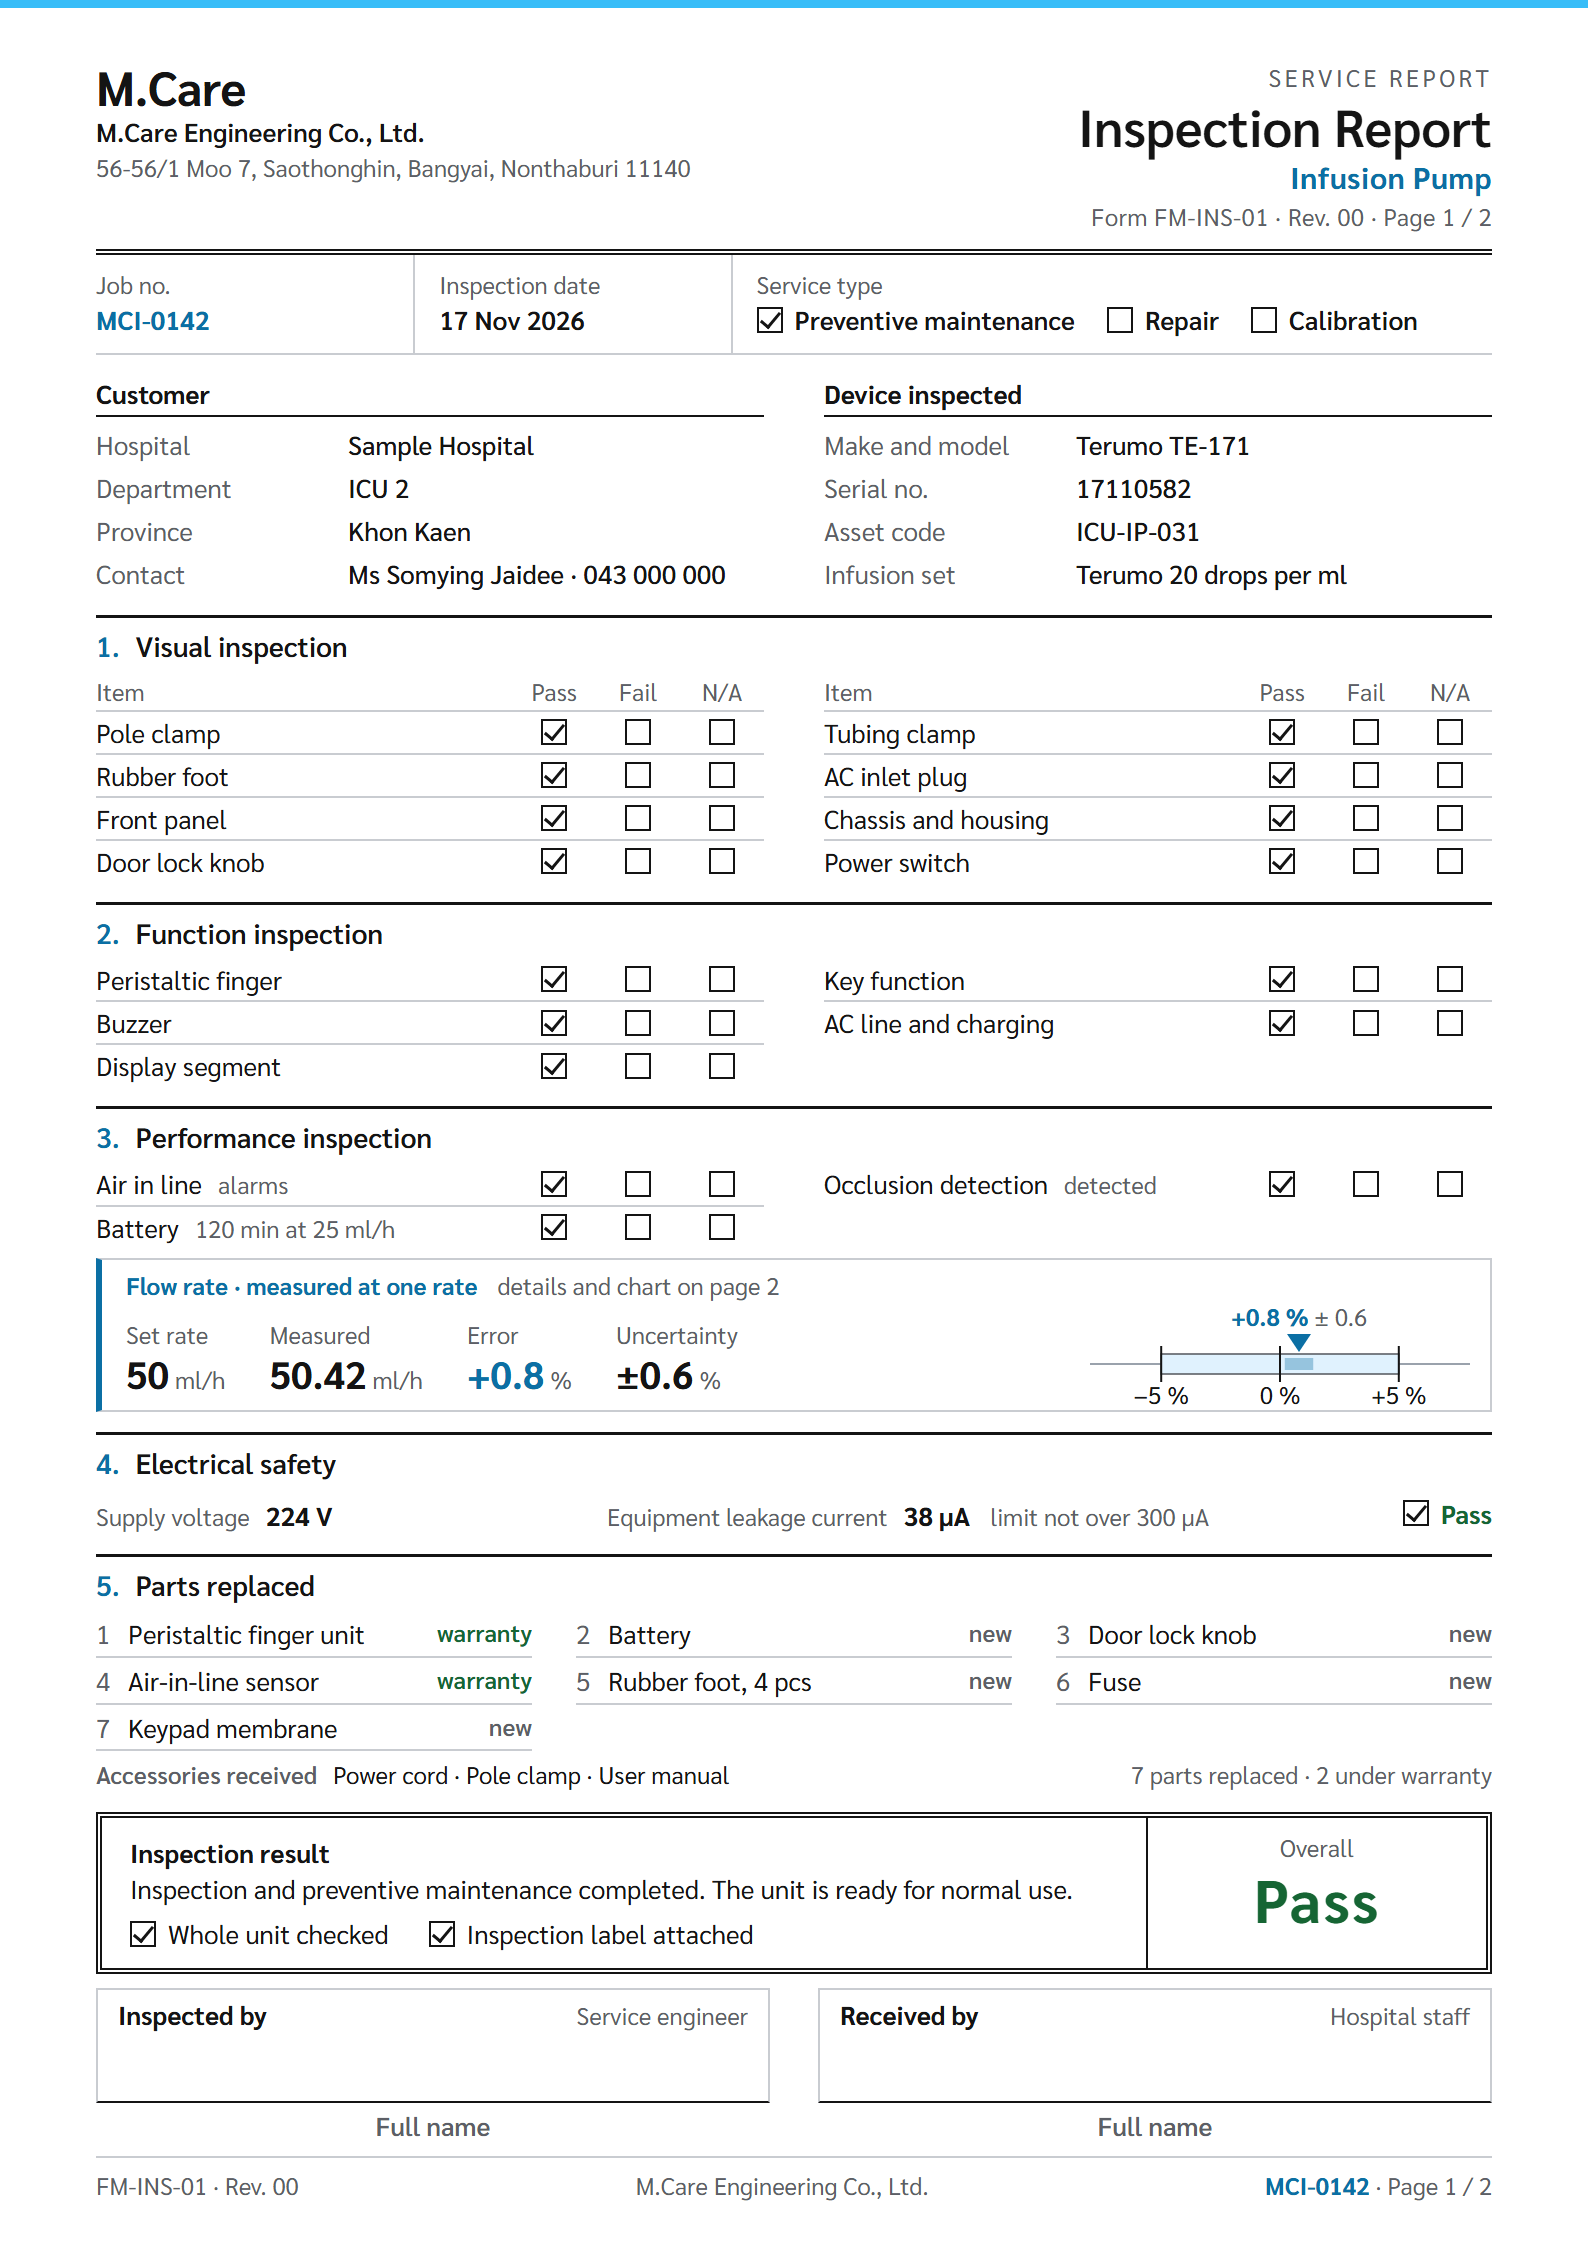 M.Care
M.Care Engineering Co., Ltd.
56-56/1 Moo 7, Saothonghin, Bangyai, Nonthaburi 11140
SERVICE REPORT
Inspection Report
Infusion Pump
Form FM-INS-01 · Rev. 00 · Page 1 / 2
Job no.
MCI-0142
Inspection date
17 Nov 2026
Service type
Preventive maintenance Repair Calibration
Customer
Hospital Sample Hospital
Department ICU 2
Province Khon Kaen
Contact Ms Somying Jaidee · 043 000 000
Device inspected
Make and model Terumo TE-171
Serial no. 17110582
Asset code ICU-IP-031
Infusion set Terumo 20 drops per ml
1. Visual inspection
Item Pass Fail N/A
Pole clamp
Rubber foot
Front panel
Door lock knob
Item Pass Fail N/A
Tubing clamp
AC inlet plug
Chassis and housing
Power switch
2. Function inspection
Peristaltic finger
Buzzer
Display segment
Key function
AC line and charging
3. Performance inspection
Air in line alarms
Battery 120 min at 25 ml/h
Occlusion detection detected
Flow rate · measured at one rate details and chart on page 2
Set rate Measured Error Uncertainty
50 ml/h 50.42 ml/h +0.8 % ±0.6 %
+0.8 % ± 0.6
−5 % 0 % +5 %
4. Electrical safety
Supply voltage 224 V Equipment leakage current 38 µA limit not over 300 µA Pass
5. Parts replaced
1 Peristaltic finger unit warranty 2 Battery new 3 Door lock knob new
4 Air-in-line sensor warranty 5 Rubber foot, 4 pcs new 6 Fuse new
7 Keypad membrane new
Accessories received Power cord · Pole clamp · User manual 7 parts replaced · 2 under warranty
Inspection result
Inspection and preventive maintenance completed. The unit is ready for normal use.
Whole unit checked Inspection label attached
Overall
Pass
Inspected by Service engineer
Full name
Received by Hospital staff
Full name
FM-INS-01 · Rev. 00 M.Care Engineering Co., Ltd. MCI-0142 · Page 1 / 2